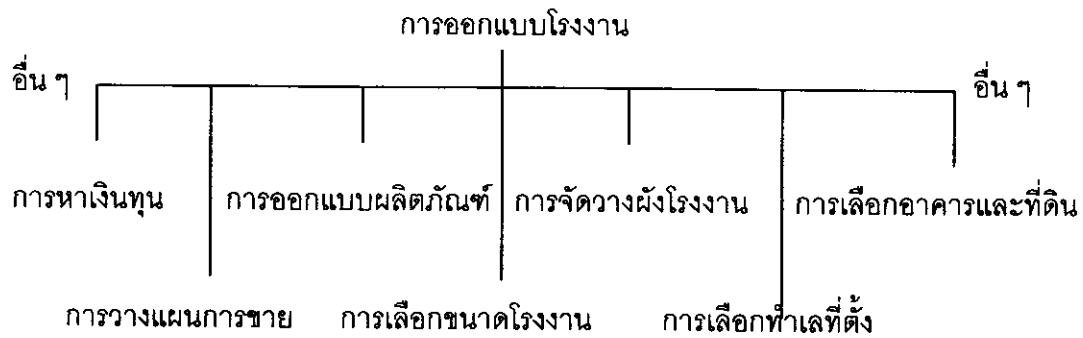 การออกแบบโรงงาน
อื่น ๆ อื่น ๆ
การหาเงินทุน การออกแบบผลิตภัณฑ์ การจัดวางผังโรงงาน การเลือกอาคารและที่ดิน
การวางแผนการขาย การเลือกขนาดโรงงาน การเลือกทำเลที่ตั้ง